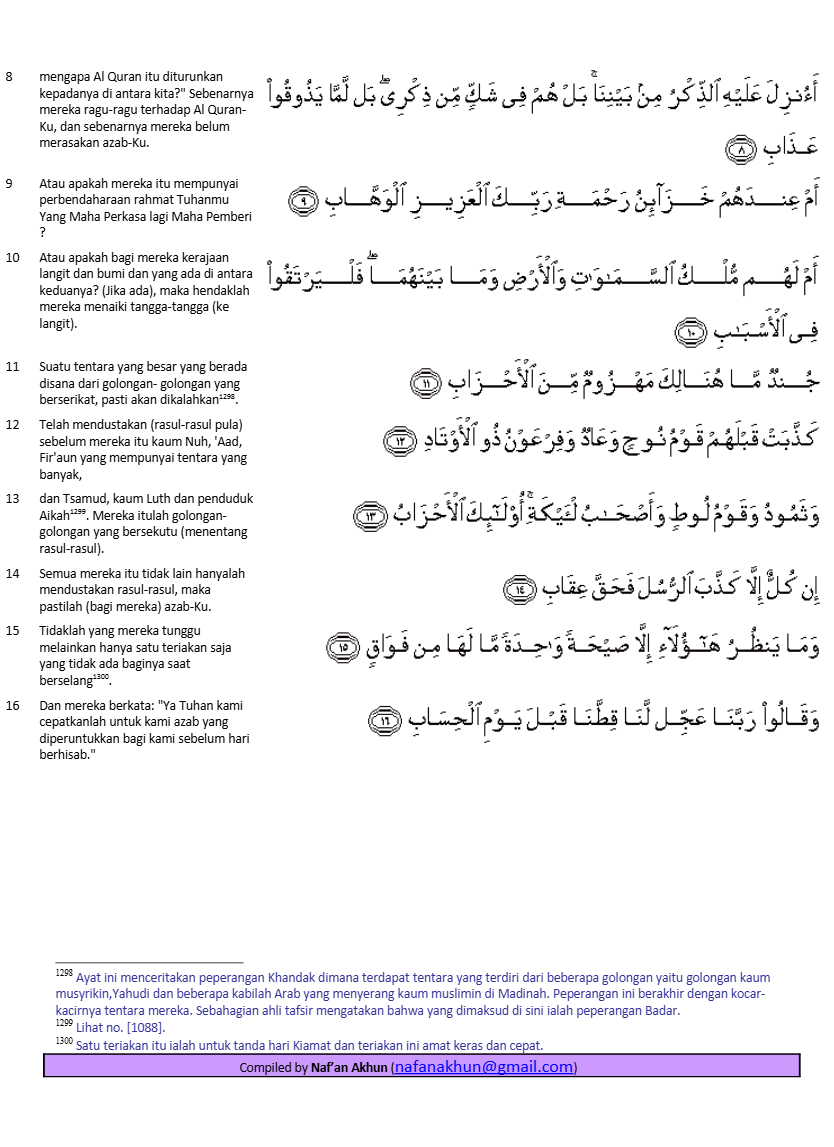 8 mengapa Al Quran itu diturunkan
kepadanya di antara kita?" Sebenarnya
mereka ragu-ragu terhadap Al Quran-
Ku, dan sebenarnya mereka belum
merasakan azab-Ku.
أَءُنزِلَ عَلَيْهِ ٱلذِّكْرُ مِنۢ بَيْنِنَا ۚ بَلْ هُمْ فِى شَكٍّ مِّن ذِكْرِى ۖ بَل لَّمَّا يَذُوقُوا۟
عَذَابِ ٨
9 Atau apakah mereka itu mempunyai
perbendaharaan rahmat Tuhanmu
Yang Maha Perkasa lagi Maha Pemberi
?
أَمْ عِندَهُمْ خَزَآئِنُ رَحْمَةِ رَبِّكَ ٱلْعَزِيزِ ٱلْوَهَّابِ ٩
10 Atau apakah bagi mereka kerajaan
langit dan bumi dan yang ada di antara
keduanya? (Jika ada), maka hendaklah
mereka menaiki tangga-tangga (ke
langit).
أَمْ لَهُم مُّلْكُ ٱلسَّمَـٰوَٰتِ وَٱلْأَرْضِ وَمَا بَيْنَهُمَا ۖ فَلْيَرْتَقُوا۟
فِى ٱلْأَسْبَـٰبِ ١٠
11 Suatu tentara yang besar yang berada
disana dari golongan- golongan yang
berserikat, pasti akan dikalahkan1298.
جُندٌ مَّا هُنَالِكَ مَهْزُومٌ مِّنَ ٱلْأَحْزَابِ ١١
12 Telah mendustakan (rasul-rasul pula)
sebelum mereka itu kaum Nuh, 'Aad,
Fir'aun yang mempunyai tentara yang
banyak,
كَذَّبَتْ قَبْلَهُمْ قَوْمُ نُوحٍ وَعَادٌ وَفِرْعَوْنُ ذُو ٱلْأَوْتَادِ ١٢
13 dan Tsamud, kaum Luth dan penduduk
Aikah1299. Mereka itulah golongan-
golongan yang bersekutu (menentang
rasul-rasul).
وَثَمُودُ وَقَوْمُ لُوطٍ وَأَصْحَـٰبُ لْـَٔيْكَةِ ۚ أُو۟لَـٰٓئِكَ ٱلْأَحْزَابُ ١٣
14 Semua mereka itu tidak lain hanyalah
mendustakan rasul-rasul, maka
pastilah (bagi mereka) azab-Ku.
إِن كُلٌّ إِلَّا كَذَّبَ ٱلرُّسُلَ فَحَقَّ عِقَابِ ١٤
15 Tidaklah yang mereka tunggu
melainkan hanya satu teriakan saja
yang tidak ada baginya saat
berselang1300.
وَمَا يَنظُرُ هَـٰٓؤُلَآءِ إِلَّا صَيْحَةً وَٰحِدَةً مَّا لَهَا مِن فَوَاقٍ ١٥
16 Dan mereka berkata: "Ya Tuhan kami
cepatkanlah untuk kami azab yang
diperuntukkan bagi kami sebelum hari
berhisab."
وَقَالُوا۟ رَبَّنَا عَجِّل لَّنَا قِطَّنَا قَبْلَ يَوْمِ ٱلْحِسَابِ ١٦
1298 Ayat ini menceritakan peperangan Khandak dimana terdapat tentara yang terdiri dari beberapa golongan yaitu golongan kaum
musyrikin,Yahudi dan beberapa kabilah Arab yang menyerang kaum muslimin di Madinah. Peperangan ini berakhir dengan kocar-
kacirnya tentara mereka. Sebahagian ahli tafsir mengatakan bahwa yang dimaksud di sini ialah peperangan Badar.
1299 Lihat no. [1088].
1300 Satu teriakan itu ialah untuk tanda hari Kiamat dan teriakan ini amat keras dan cepat.
Compiled by Naf’an Akhun (nafanakhun@gmail.com)